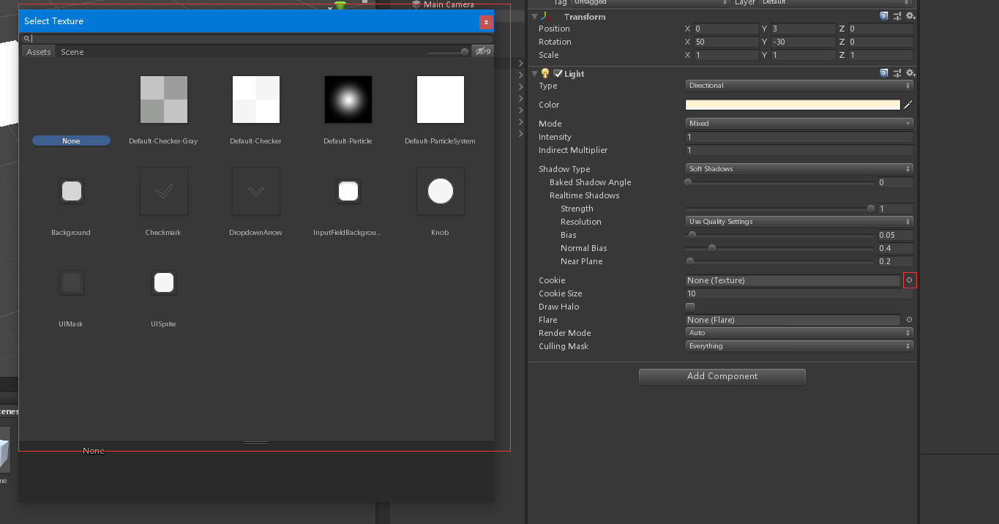 Main Camera
Tag Untagged Layer Default
Select Texture
Assets Scene 9
None Default-Checker-Gray Default-Checker Default-Particle Default-ParticleSystem
Background Checkmark DropdownArrow InputFieldBackgrou... Knob
UIMask UISprite
None
Transform
Position X 0 Y 3 Z 0
Rotation X 50 Y -30 Z 0
Scale X 1 Y 1 Z 1
Light
Type Directional
Color
Mode Mixed
Intensity 1
Indirect Multiplier 1
Shadow Type Soft Shadows
Baked Shadow Angle 0
Realtime Shadows
Strength 1
Resolution Use Quality Settings
Bias 0.05
Normal Bias 0.4
Near Plane 0.2
Cookie None (Texture)
Cookie Size 10
Draw Halo
Flare None (Flare)
Render Mode Auto
Culling Mask Everything
Add Component
cenes
me